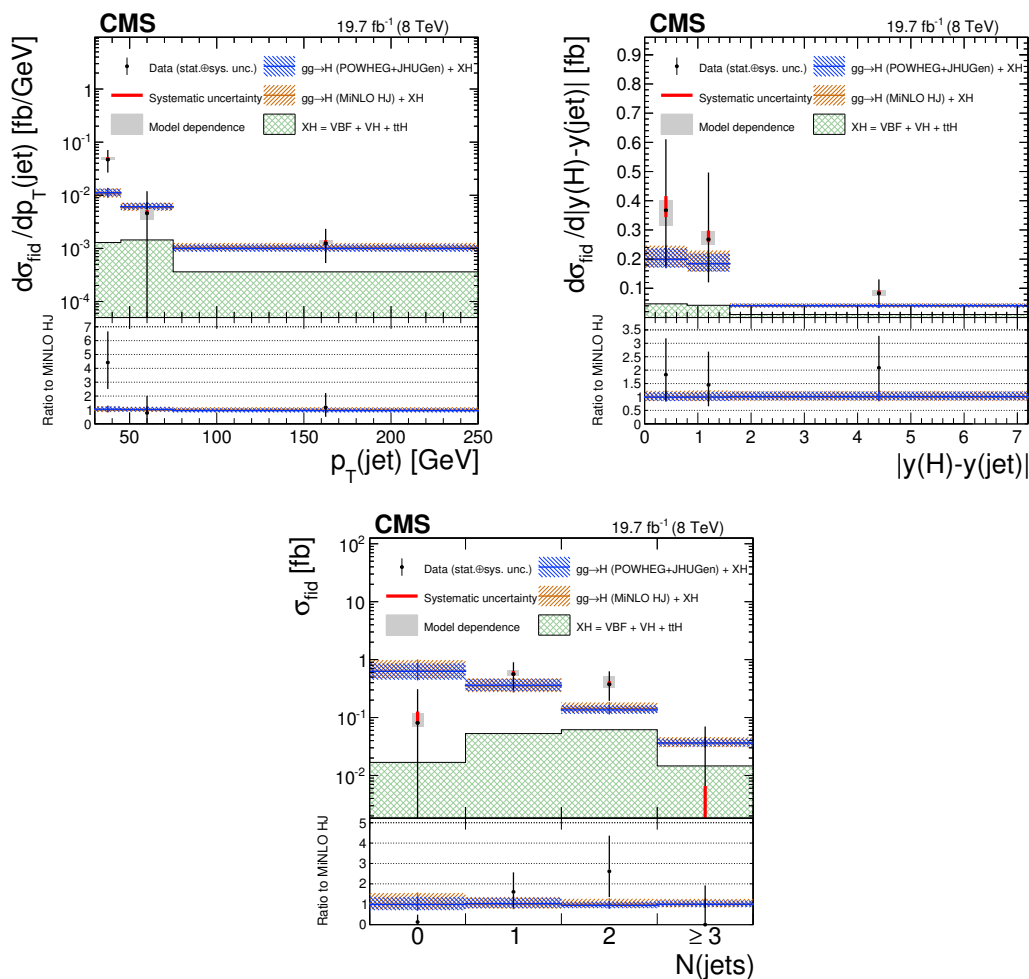 CMS
19.7 fb⁻¹ (8 TeV)
dσ_fid /dp_T(jet) [fb/GeV]
Data (stat.⊕sys. unc.)
gg→H (POWHEG+JHUGen) + XH
Systematic uncertainty
gg→H (MiNLO HJ) + XH
Model dependence
XH = VBF + VH + ttH
1
10⁻¹
10⁻²
10⁻³
10⁻⁴
Ratio to MiNLO HJ
7
6
5
4
3
2
1
0
50 100 150 200 250
p_T(jet) [GeV]
CMS
19.7 fb⁻¹ (8 TeV)
dσ_fid /d|y(H)-y(jet)| [fb]
Data (stat.⊕sys. unc.)
gg→H (POWHEG+JHUGen) + XH
Systematic uncertainty
gg→H (MiNLO HJ) + XH
Model dependence
XH = VBF + VH + ttH
0.9
0.8
0.7
0.6
0.5
0.4
0.3
0.2
0.1
Ratio to MiNLO HJ
3.5
3
2.5
2
1.5
1
0.5
0
0 1 2 3 4 5 6 7
|y(H)-y(jet)|
CMS
19.7 fb⁻¹ (8 TeV)
σ_fid [fb]
Data (stat.⊕sys. unc.)
gg→H (POWHEG+JHUGen) + XH
Systematic uncertainty
gg→H (MiNLO HJ) + XH
Model dependence
XH = VBF + VH + ttH
10²
10
1
10⁻¹
10⁻²
Ratio to MiNLO HJ
5
4
3
2
1
0
0 1 2 ≥ 3
N(jets)